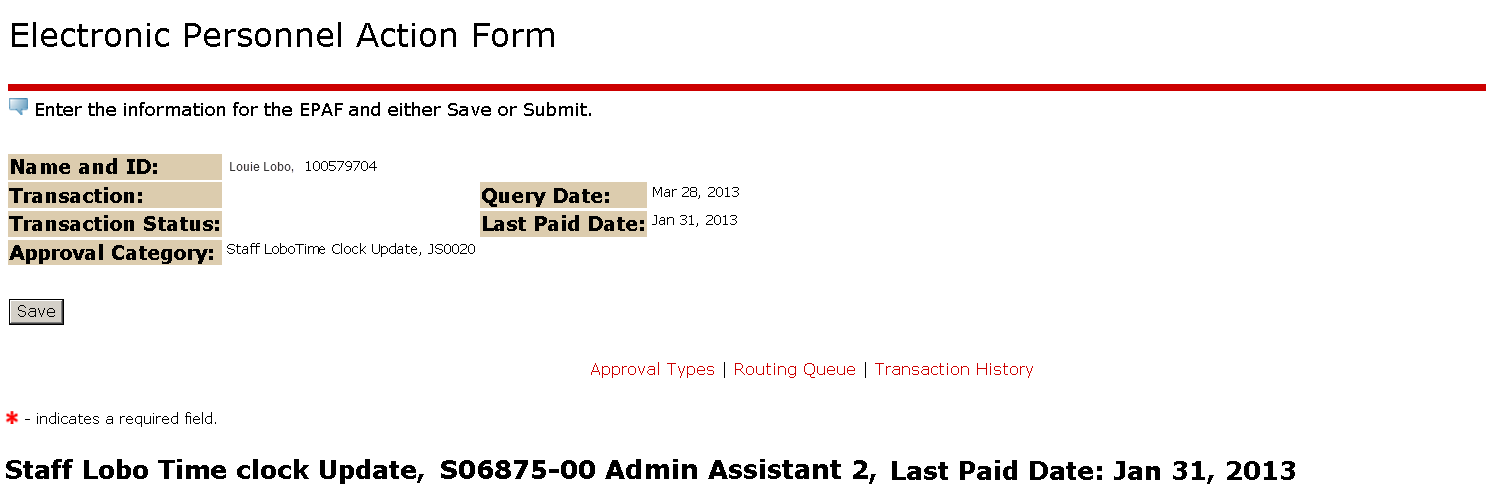 Electronic Personnel Action Form
Enter the information for the EPAF and either Save or Submit.
Name and ID: Louie Lobo, 100579704
Transaction: Query Date: Mar 28, 2013
Transaction Status: Last Paid Date: Jan 31, 2013
Approval Category: Staff LoboTime Clock Update, JS0020
Save
Approval Types | Routing Queue | Transaction History
* - indicates a required field.
Staff Lobo Time clock Update, S06875-00 Admin Assistant 2, Last Paid Date: Jan 31, 2013